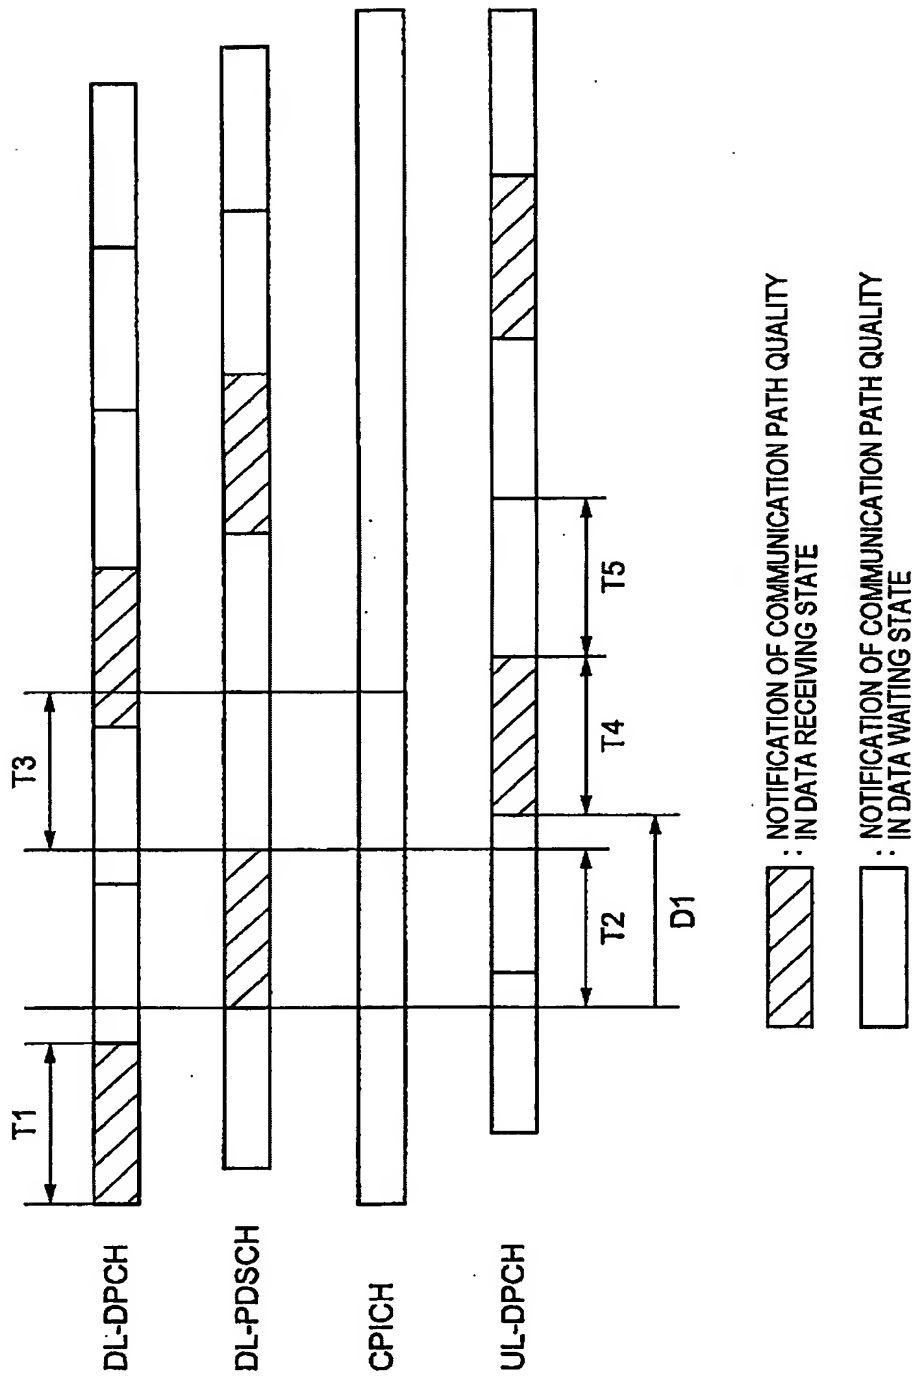 T1
T3
DL-DPCH
DL-PDSCH
CPICH
UL-DPCH
T2
T4
T5
D1
: NOTIFICATION OF COMMUNICATION PATH QUALITY
IN DATA RECEIVING STATE
: NOTIFICATION OF COMMUNICATION PATH QUALITY
IN DATA WAITING STATE